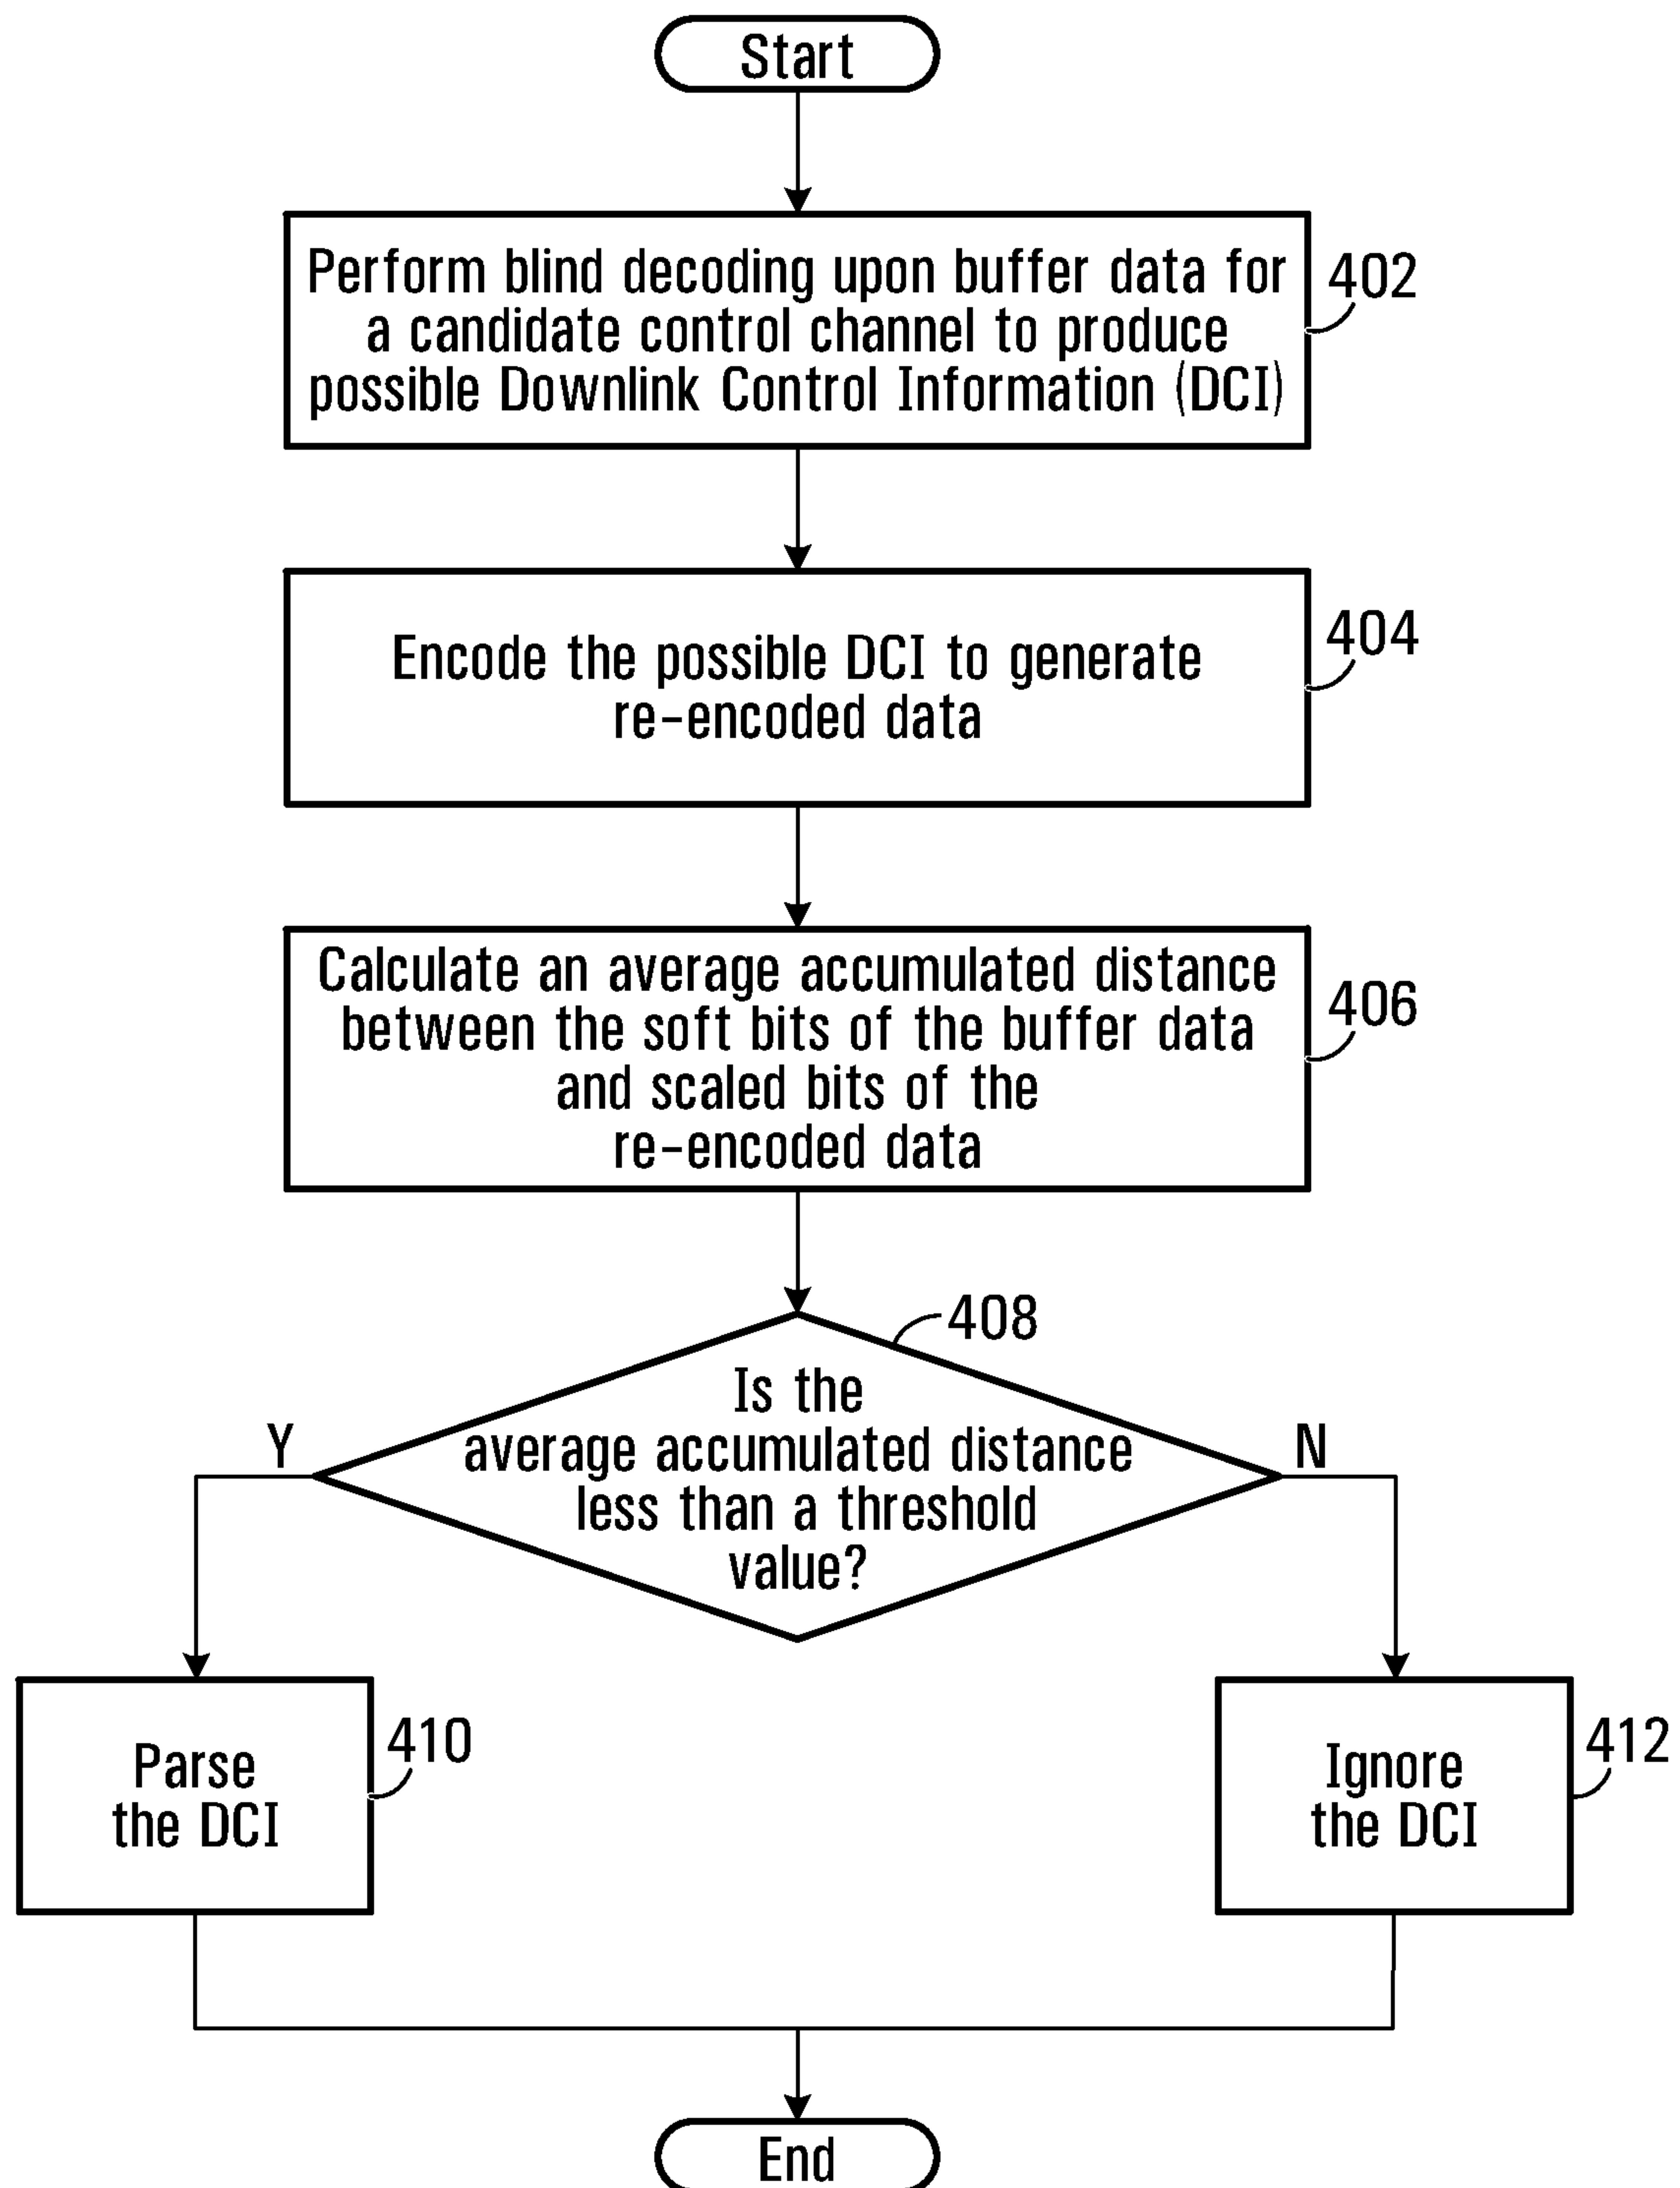 Start
Perform blind decoding upon buffer data for
a candidate control channel to produce
possible Downlink Control Information (DCI)
402
Encode the possible DCI to generate
re-encoded data
404
Calculate an average accumulated distance
between the soft bits of the buffer data
and scaled bits of the
re-encoded data
406
408
Is the
average accumulated distance
less than a threshold
value?
Y
N
Parse
the DCI
410
Ignore
the DCI
412
End